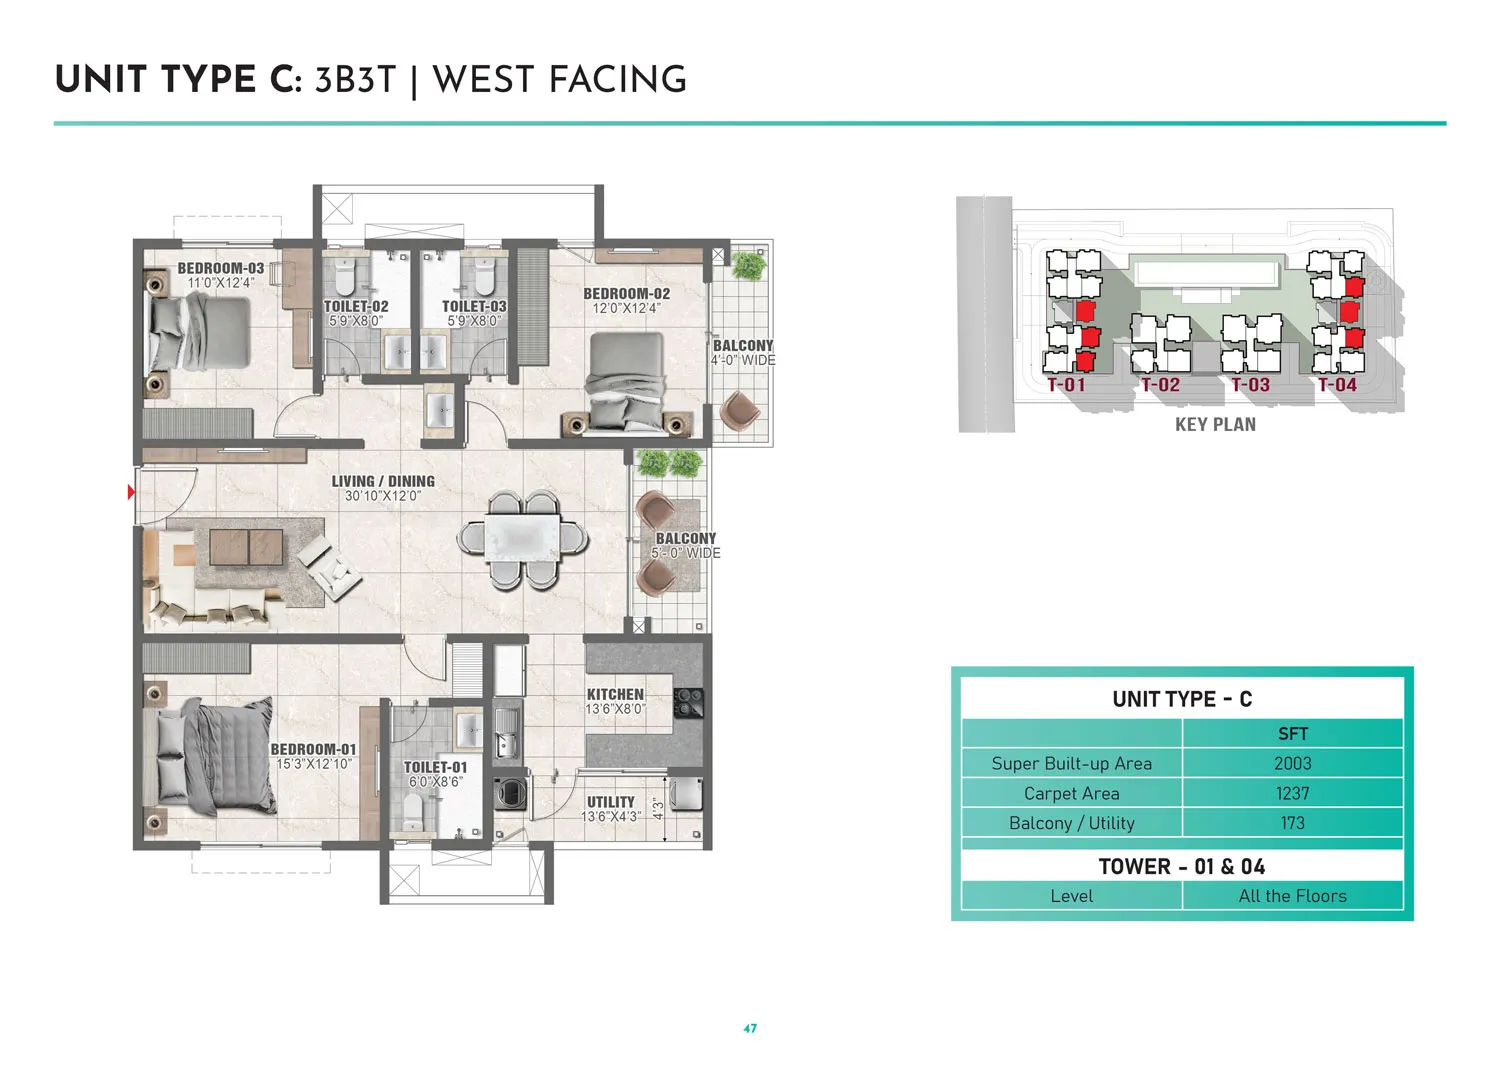 UNIT TYPE C: 3B3T | WEST FACING
BEDROOM-03
11'0"X12'4"
TOILET-02
5'9"X8'0"
TOILET-03
5'9"X8'0"
BEDROOM-02
12'0"X12'4"
BALCONY
4'-0" WIDE
LIVING / DINING
30'10"X12'0"
BALCONY
5'- 0" WIDE
KITCHEN
13'6"X8'0"
BEDROOM-01
15'3"X12'10"
TOILET-01
6'0"X8'6"
UTILITY
13'6"X4'3"
4'3"
T-01
T-02
T-03
T-04
KEY PLAN
UNIT TYPE - C
SFT
Super Built-up Area 2003
Carpet Area 1237
Balcony / Utility 173
TOWER - 01 & 04
Level All the Floors
47